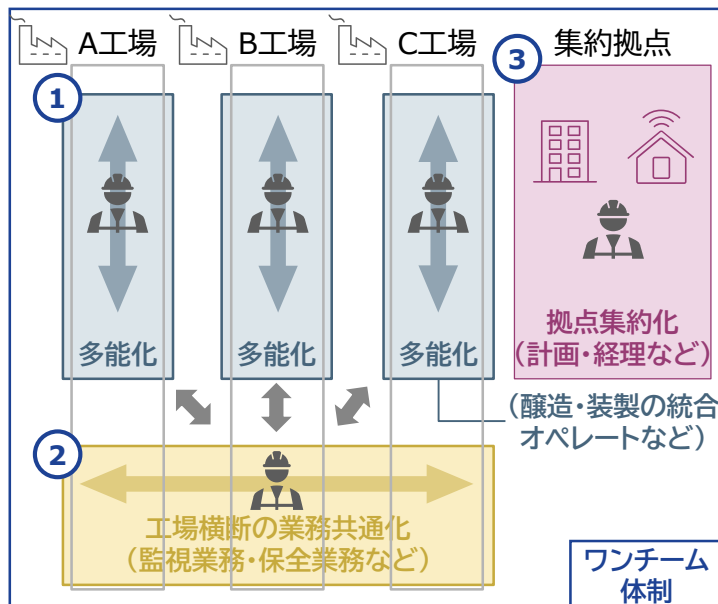 A工場
B工場
C工場
3
集約拠点
1
多能化
多能化
多能化
拠点集約化
（計画・経理など）
（醸造・装製の統合
オペレートなど）
2
工場横断の業務共通化
（監視業務・保全業務など）
ワンチーム
体制